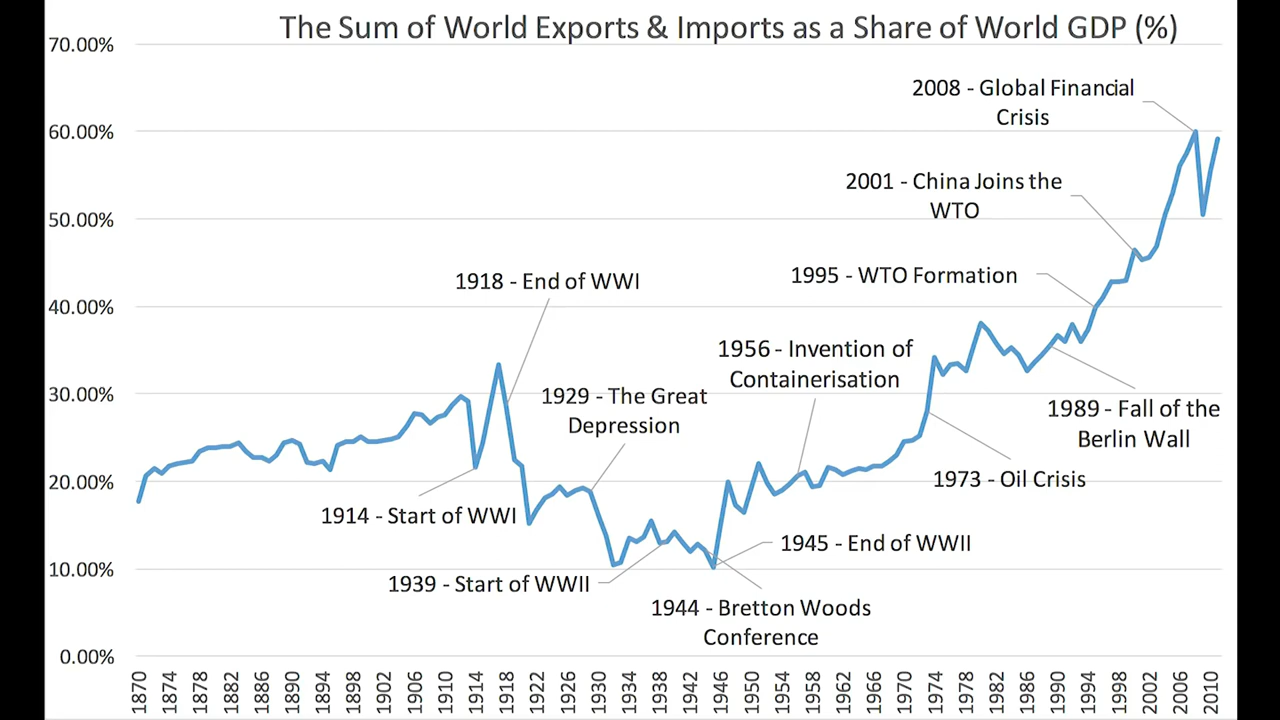 The Sum of World Exports & Imports as a Share of World GDP (%)
70.00%
60.00%
50.00%
40.00%
30.00%
20.00%
10.00%
0.00%
2008 - Global Financial
Crisis
2001 - China Joins the
WTO
1995 - WTO Formation
1918 - End of WWI
1956 - Invention of
Containerisation
1929 - The Great
Depression
1989 - Fall of the
Berlin Wall
1973 - Oil Crisis
1914 - Start of WWI
1945 - End of WWII
1939 - Start of WWII
1944 - Bretton Woods
Conference
1870
1874
1878
1882
1886
1890
1894
1898
1902
1906
1910
1914
1918
1922
1926
1930
1934
1938
1942
1946
1950
1954
1958
1962
1966
1970
1974
1978
1982
1986
1990
1994
1998
2002
2006
2010